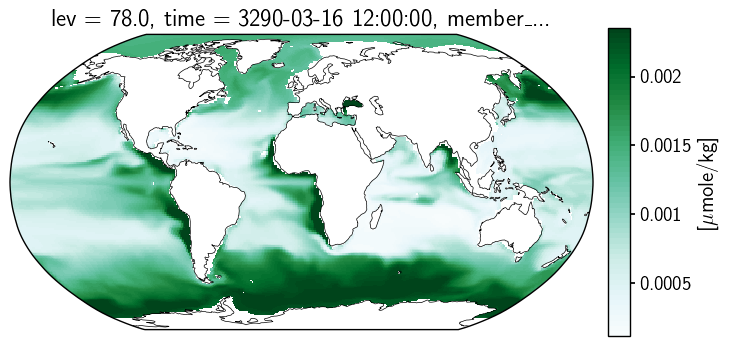 lev = 78.0, time = 3290-03-16 12:00:00, member_...
0.002
0.0015
0.001
0.0005
[μmole/kg]